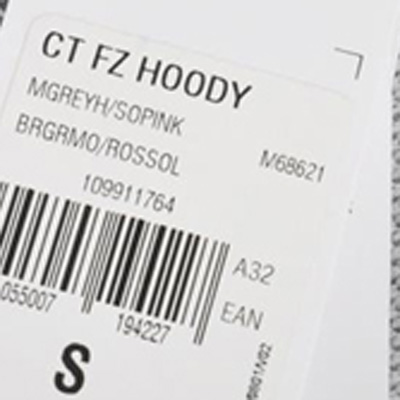 CT FZ HOODY
MGREYH/SOPINK
BRGRMO/ROSSOL
M68621
109911764
A32
055007 194227
EAN
S